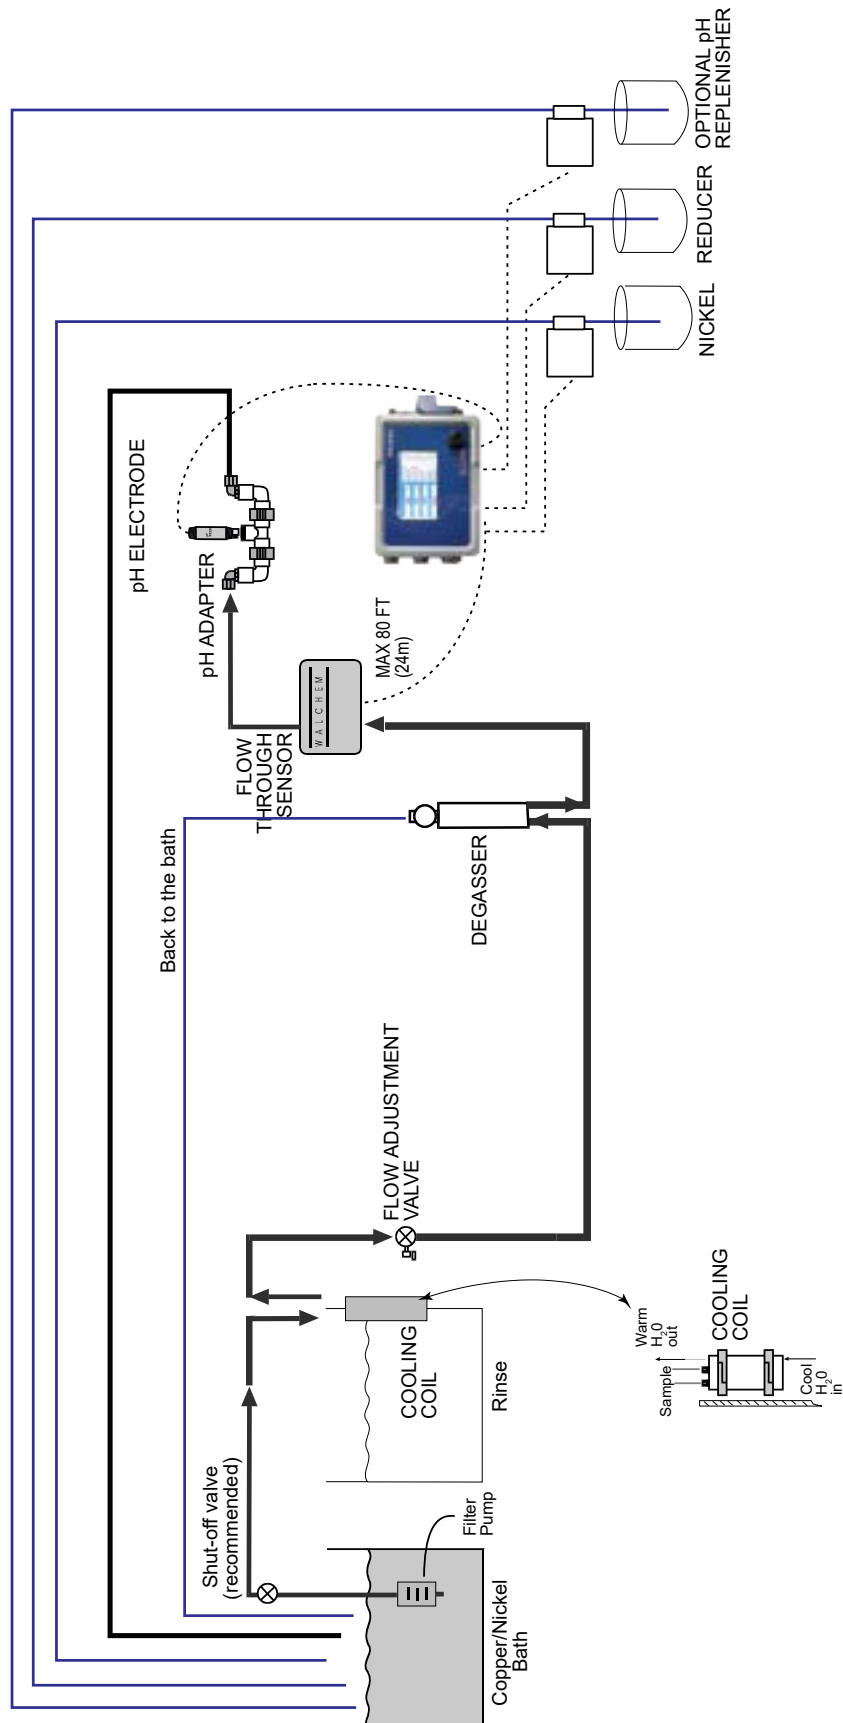 OPTIONAL pH
REPLENISHER
REDUCER
NICKEL
pH ELECTRODE
pH ADAPTER
MAX 80 FT
(24m)
WALCHEM
FLOW
THROUGH
SENSOR
Back to the bath
DEGASSER
FLOW ADJUSTMENT
VALVE
COOLING
COIL
Rinse
Warm
H20
out
COOLING
COIL
Sample
Cool
H20
in
Shut-off valve
(recommended)
Filter
Pump
Copper/Nickel
Bath